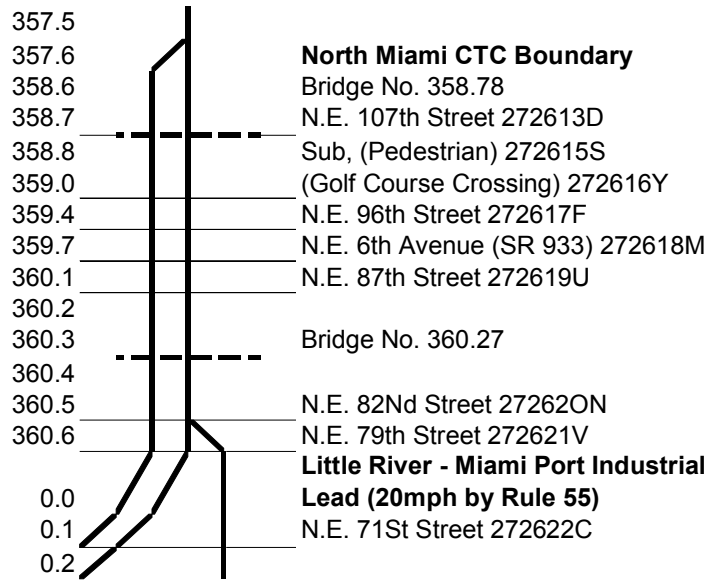 357.5
357.6 North Miami CTC Boundary
358.6 Bridge No. 358.78
358.7 N.E. 107th Street 272613D
358.8 Sub, (Pedestrian) 272615S
359.0 (Golf Course Crossing) 272616Y
359.4 N.E. 96th Street 272617F
359.7 N.E. 6th Avenue (SR 933) 272618M
360.1 N.E. 87th Street 272619U
360.2
360.3 Bridge No. 360.27
360.4
360.5 N.E. 82Nd Street 27262ON
360.6 N.E. 79th Street 272621V
Little River - Miami Port Industrial
0.0 Lead (20mph by Rule 55)
0.1 N.E. 71St Street 272622C
0.2